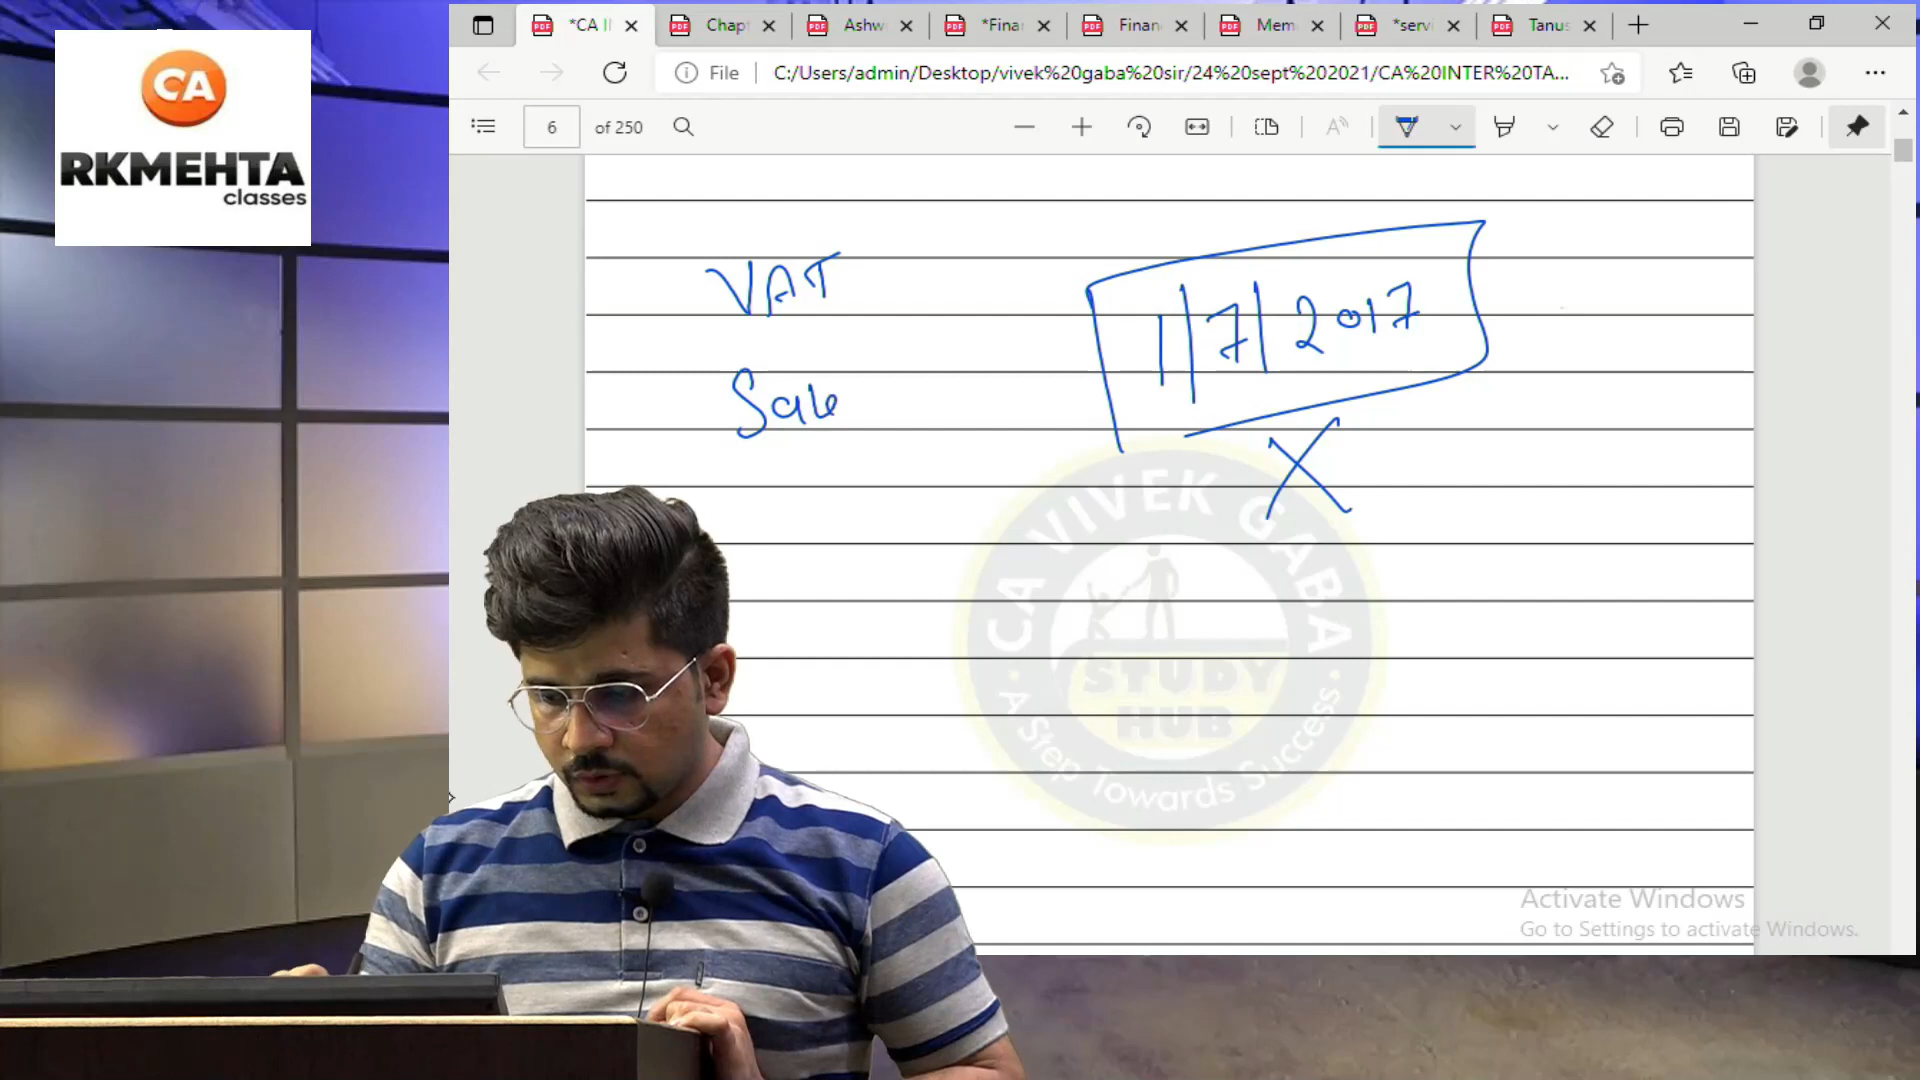 CA
RKMEHTA
classes
*CA I
Chap
Ashw
*Finan
Finan
Mem
*servi
Tanus
File
C:/Users/admin/Desktop/vivek%20gaba%20sir/24%20sept%202021/CA%20INTER%20TA...
6 of 250
VAT
1/7/2017
Sale
X
CA VIVEK GABA
STUDY
HUB
A Step Towards Success
Activate Windows
Go to Settings to activate Windows.